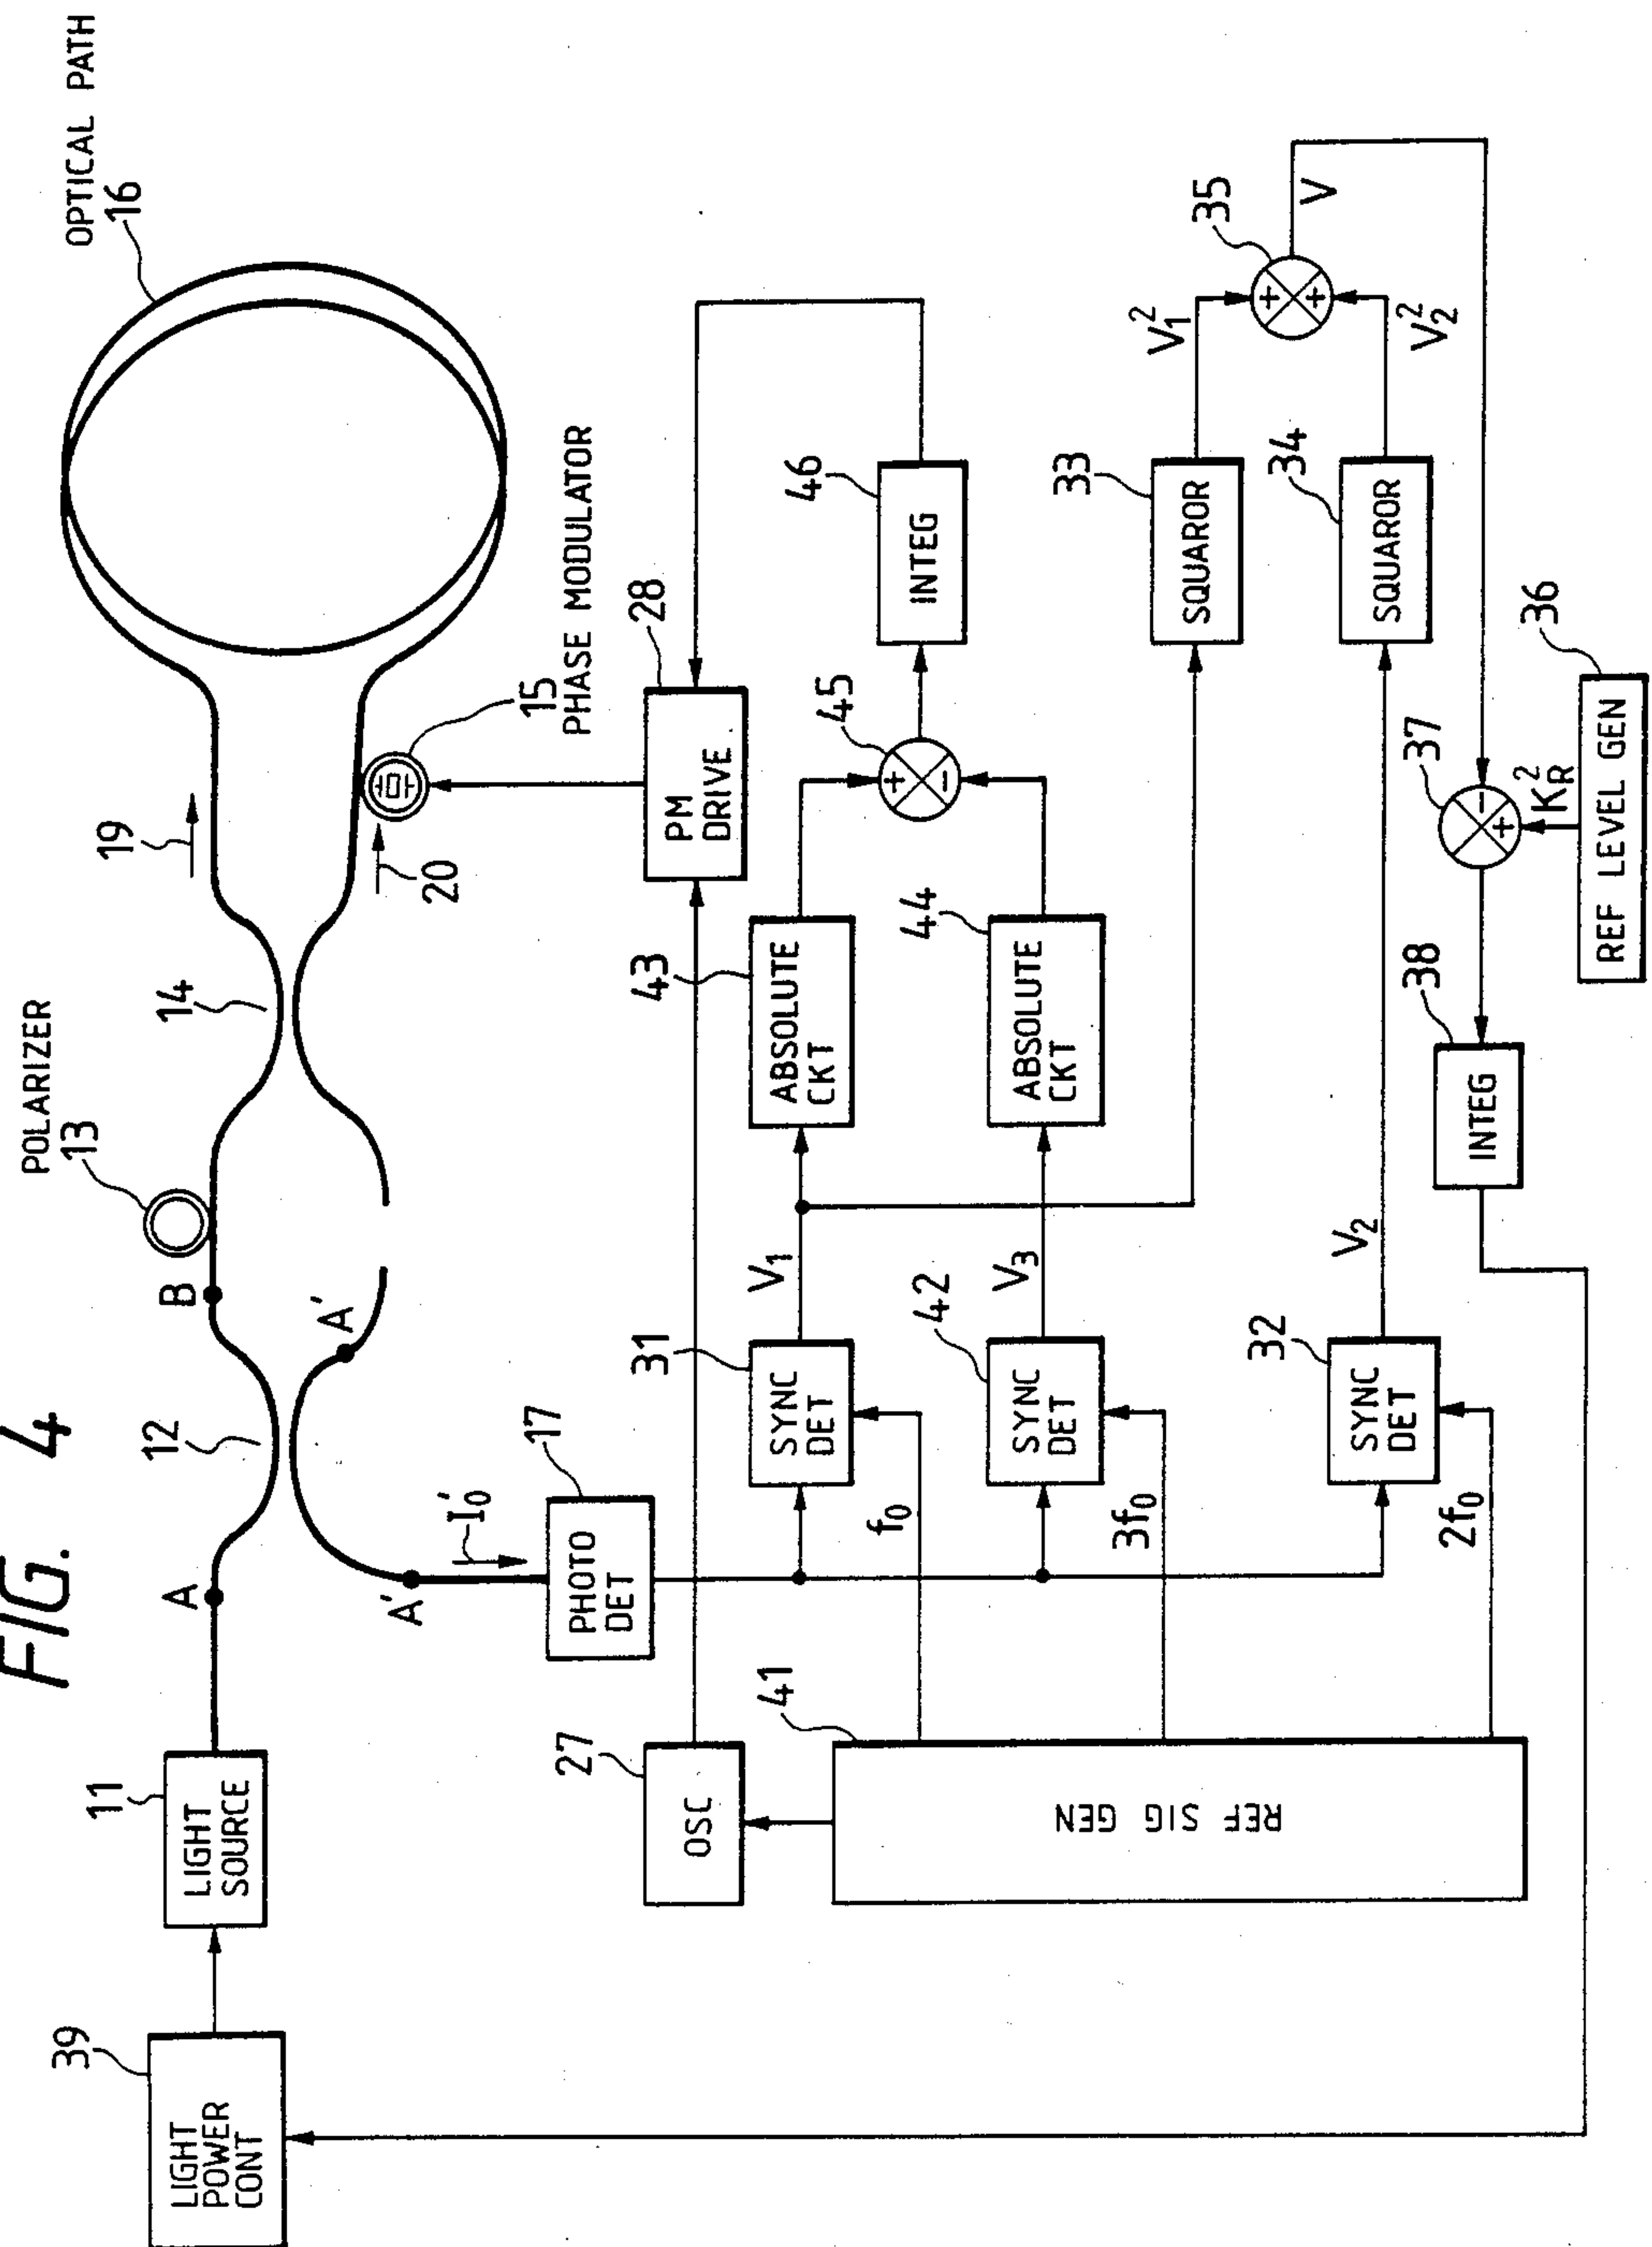 FIG. 4
39
LIGHT
POWER
CONT
11
LIGHT
SOURCE
A
12
B
POLARIZER
13
14
19
OPTICAL PATH
16
A'
A'
I0'
17
PHOTO
DET
20
15
PHASE MODULATOR
27
OSC
28
PM
DRIVE
41
REF SIG GEN
31
SYNC
DET
f0
V1
43
ABSOLUTE
CKT
45
+
-
46
INTEG
42
SYNC
DET
3f0
V3
44
ABSOLUTE
CKT
33
SQUAROR
V1²
35
+
+
V
32
SYNC
DET
2f0
V2
34
SQUAROR
V2²
38
INTEG
37
-
+
KR²
36
REF LEVEL GEN